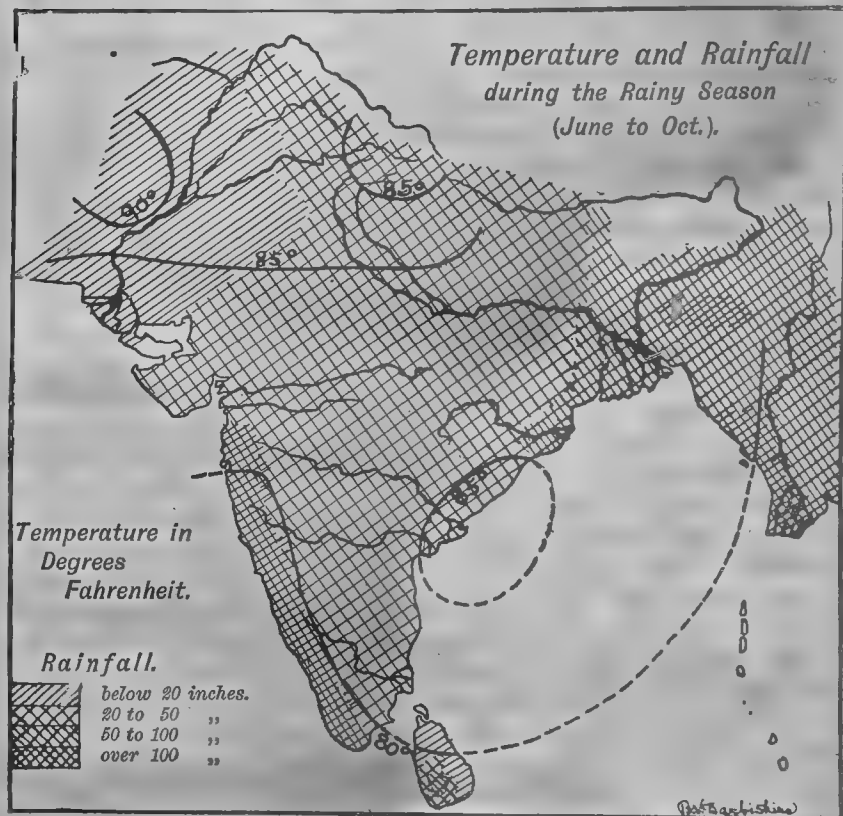 Temperature and Rainfall
during the Rainy Season
(June to Oct.).
85°
90°
85°
85°
Temperature in
Degrees
Fahrenheit.
Rainfall.
below 20 inches.
20 to 50 „
50 to 100 „
over 100 „
80°